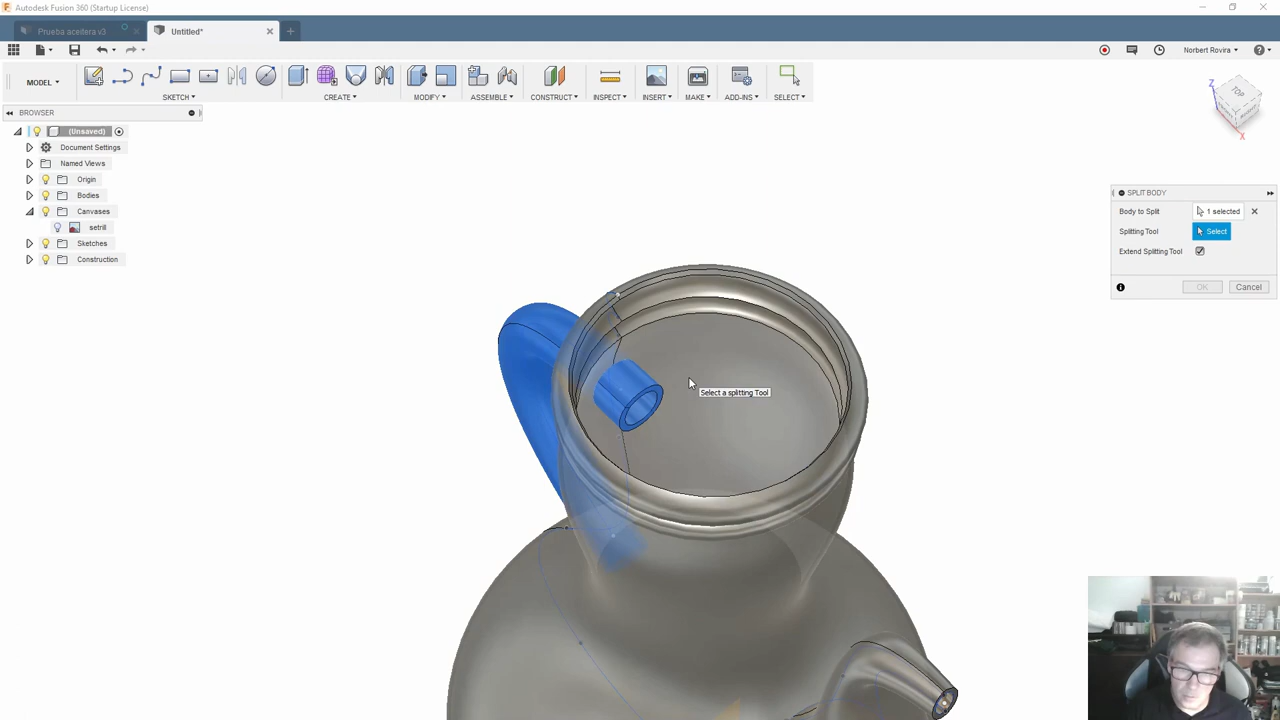 Autodesk Fusion 360 (Startup License)
Prueba aceitera v3
Untitled*
Norbert Rovira
MODEL
SKETCH
CREATE
MODIFY
ASSEMBLE
CONSTRUCT
INSPECT
INSERT
MAKE
ADD-INS
SELECT
BROWSER
(Unsaved)
Document Settings
Named Views
Origin
Bodies
Canvases
setrill
Sketches
Construction
TOP
RIGHT
Z
X
SPLIT BODY
Body to Split 1 selected
Splitting Tool Select
Extend Splitting Tool
OK Cancel
Select a splitting Tool